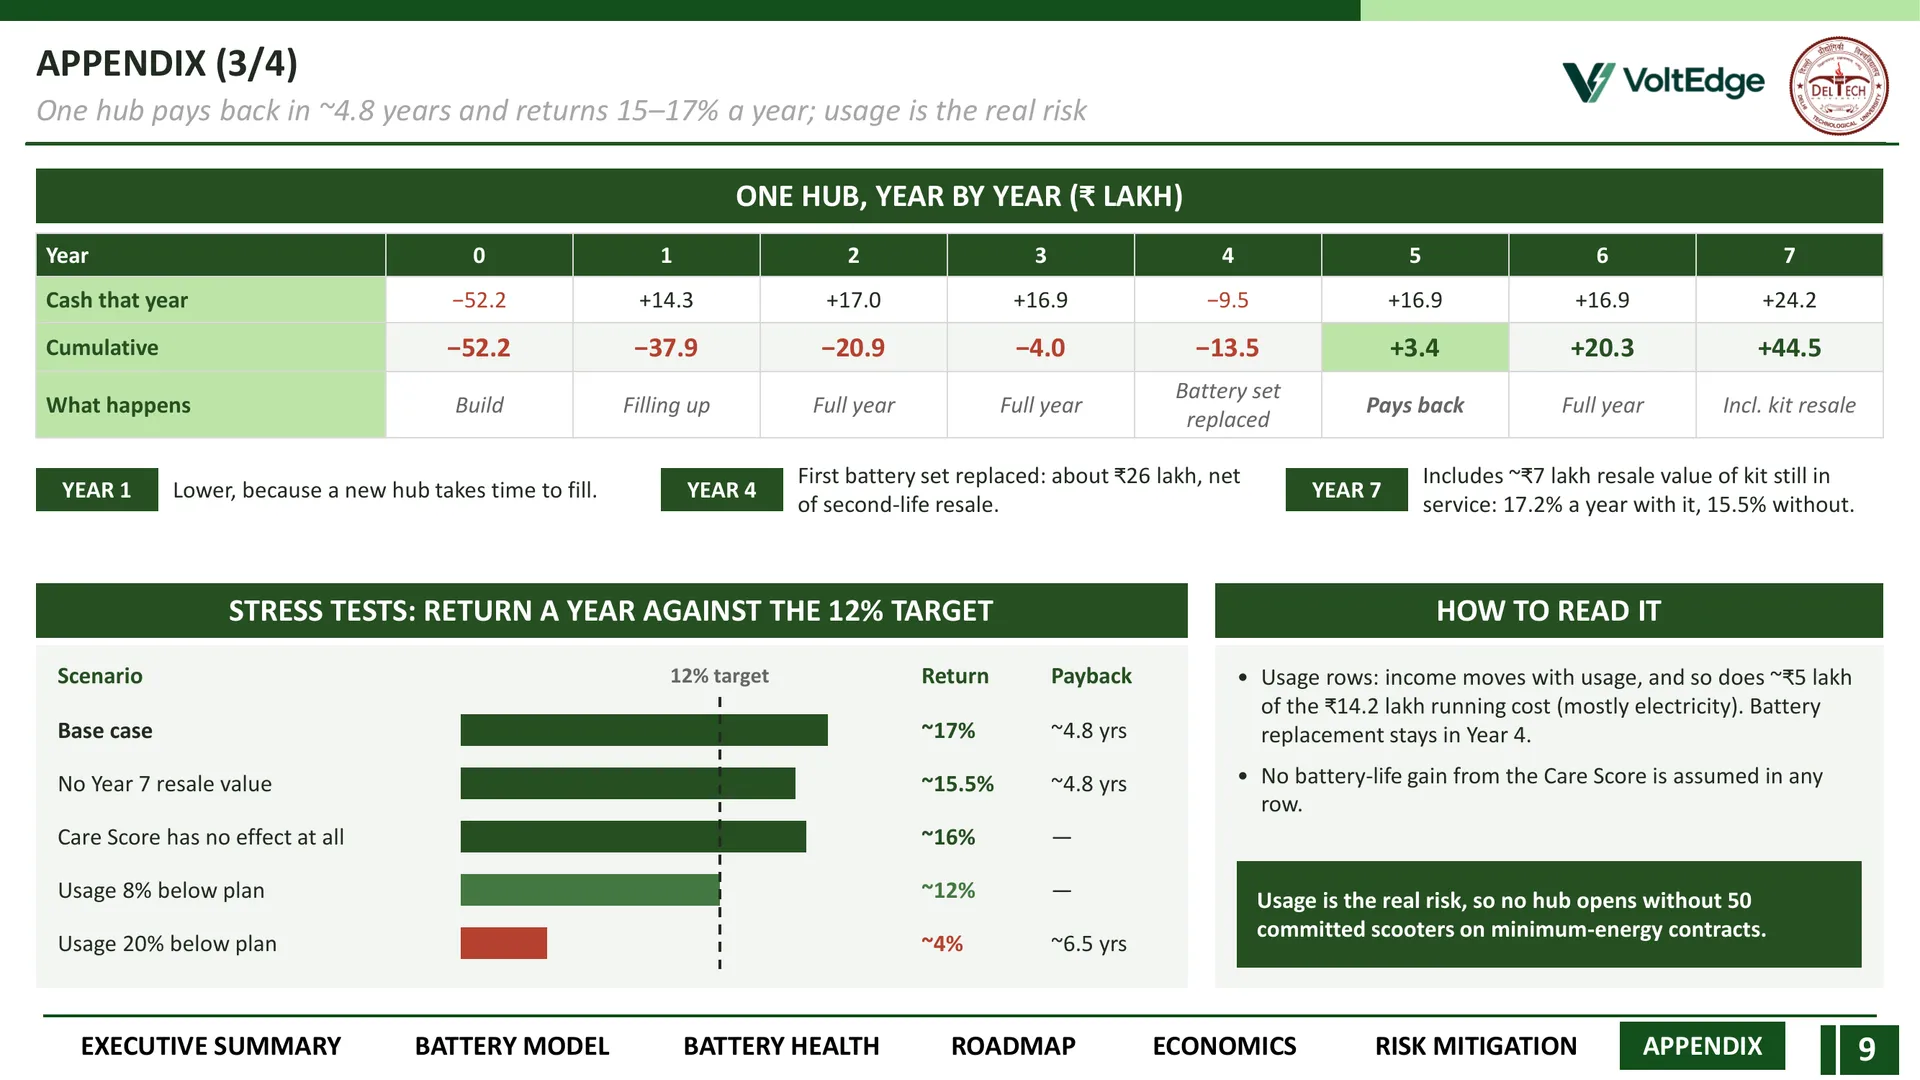 APPENDIX (3/4)
One hub pays back in ~4.8 years and returns 15–17% a year; usage is the real risk
VoltEdge
DELTECH
दिल्ली प्रौद्योगिकी विश्वविद्यालय
DELHI TECHNOLOGICAL UNIVERSITY
ONE HUB, YEAR BY YEAR (₹ LAKH)
Year 0 1 2 3 4 5 6 7
Cash that year −52.2 +14.3 +17.0 +16.9 −9.5 +16.9 +16.9 +24.2
Cumulative −52.2 −37.9 −20.9 −4.0 −13.5 +3.4 +20.3 +44.5
What happens Build Filling up Full year Full year Battery set replaced Pays back Full year Incl. kit resale
YEAR 1 Lower, because a new hub takes time to fill.
YEAR 4 First battery set replaced: about ₹26 lakh, net
of second-life resale.
YEAR 7 Includes ~₹7 lakh resale value of kit still in
service: 17.2% a year with it, 15.5% without.
STRESS TESTS: RETURN A YEAR AGAINST THE 12% TARGET
Scenario 12% target Return Payback
Base case ~17% ~4.8 yrs
No Year 7 resale value ~15.5% ~4.8 yrs
Care Score has no effect at all ~16% —
Usage 8% below plan ~12% —
Usage 20% below plan ~4% ~6.5 yrs
HOW TO READ IT
• Usage rows: income moves with usage, and so does ~₹5 lakh
of the ₹14.2 lakh running cost (mostly electricity). Battery
replacement stays in Year 4.
• No battery-life gain from the Care Score is assumed in any
row.
Usage is the real risk, so no hub opens without 50
committed scooters on minimum-energy contracts.
EXECUTIVE SUMMARY BATTERY MODEL BATTERY HEALTH ROADMAP ECONOMICS RISK MITIGATION APPENDIX 9